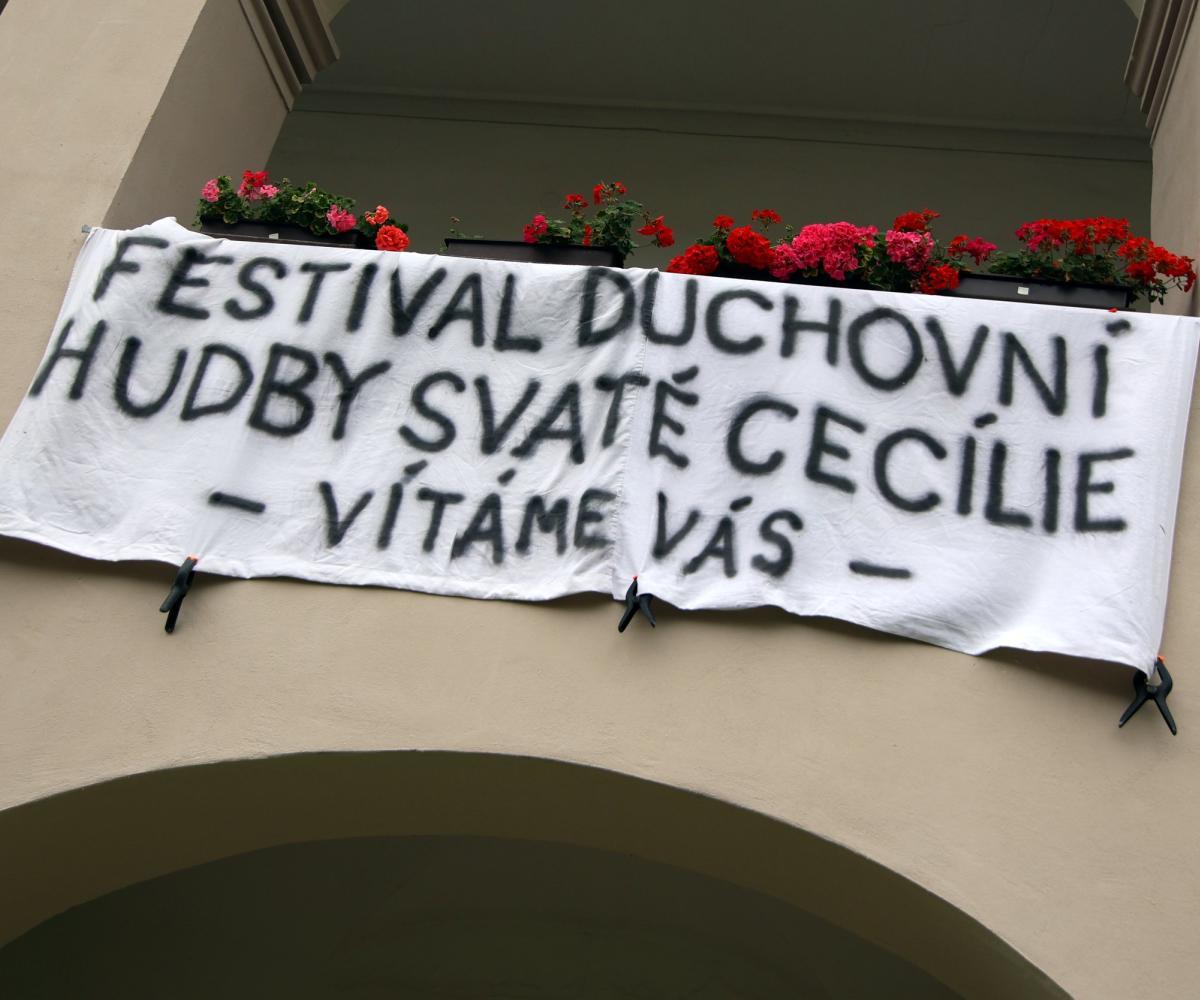 FESTIVAL DUCHOVNÍ
HUDBY SVATÉ CECÍLIE
- VÍTÁME VÁS -